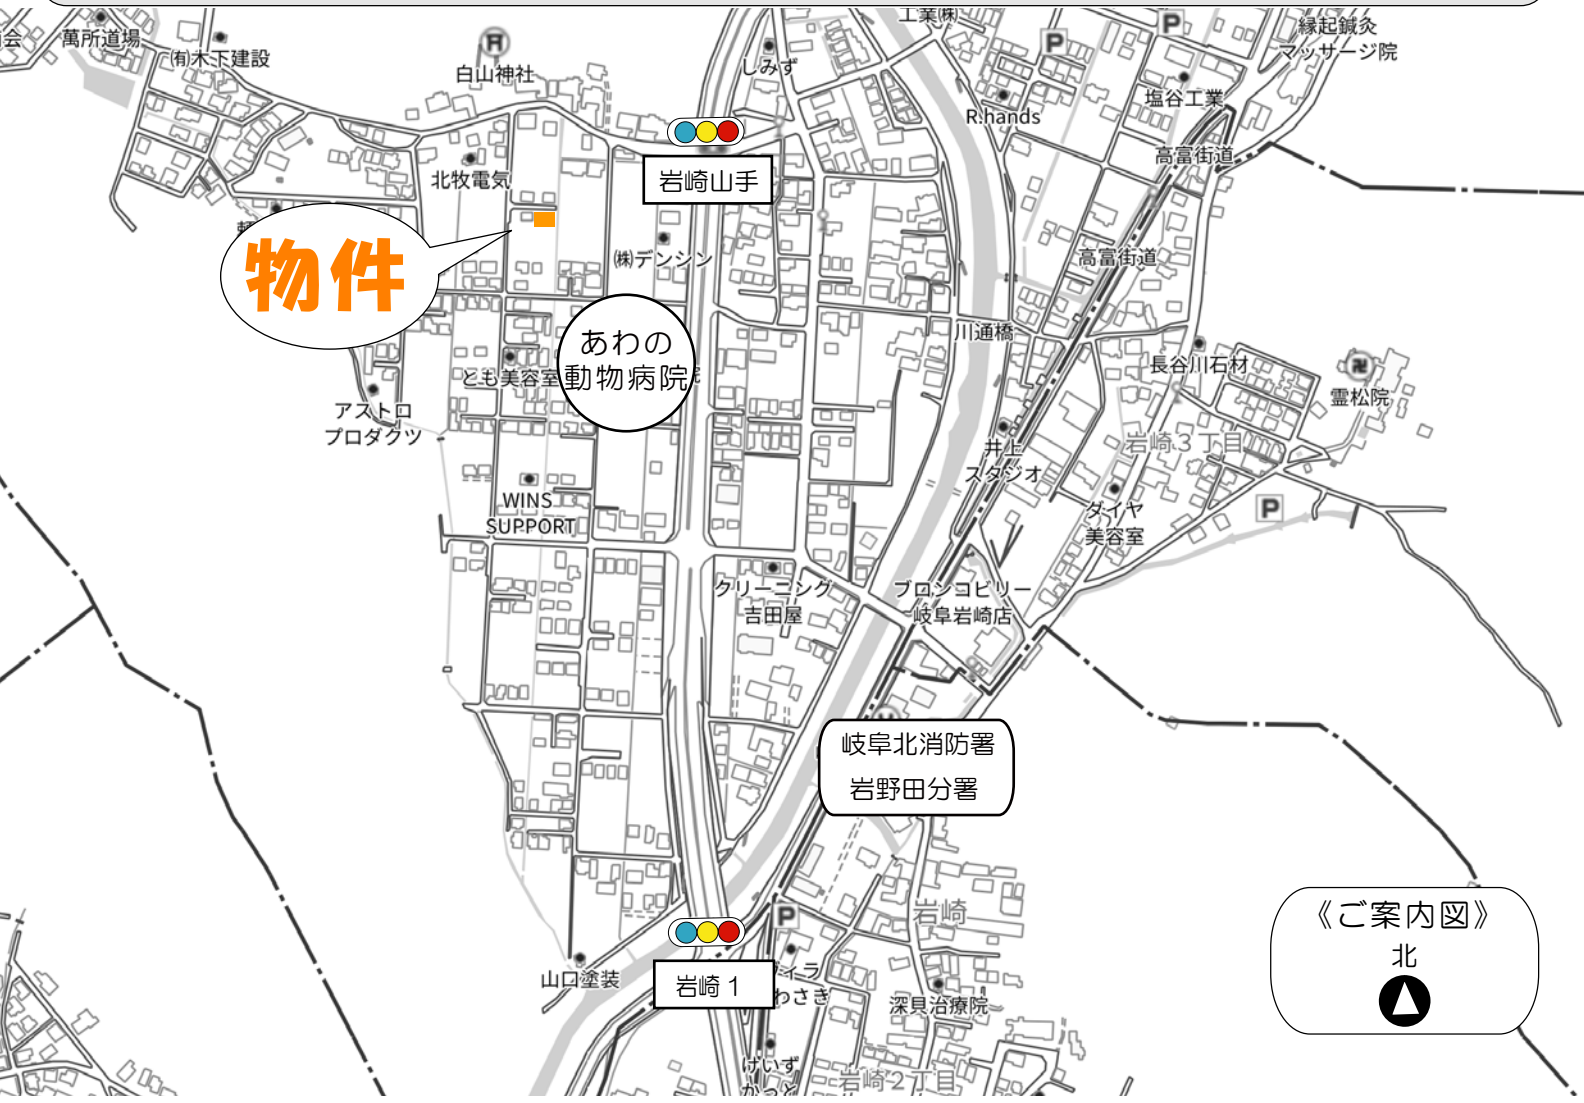 工業㈱
縁起鍼灸
マッサージ院
萬所道場
㈲木下建設
白山神社
しみず
P
P
塩谷工業
R.hands
高富街道
北牧電気
岩崎山手
物件
㈱デンシン
高富街道
川通橋
あわの
動物病院
とも美容室
長谷川石材
霊松院
アストロ
プロダクツ
井上
スタジオ
岩崎3丁目
WINS
SUPPORT
ダイヤ
美容室
P
クリーニング
吉田屋
ブロンコビリー
岐阜岩崎店
岐阜北消防署
岩野田分署
岩崎
P
《ご案内図》
北
山口塗装
岩崎1
わさき
深見治療院
けいず
かっと
岩崎2丁目